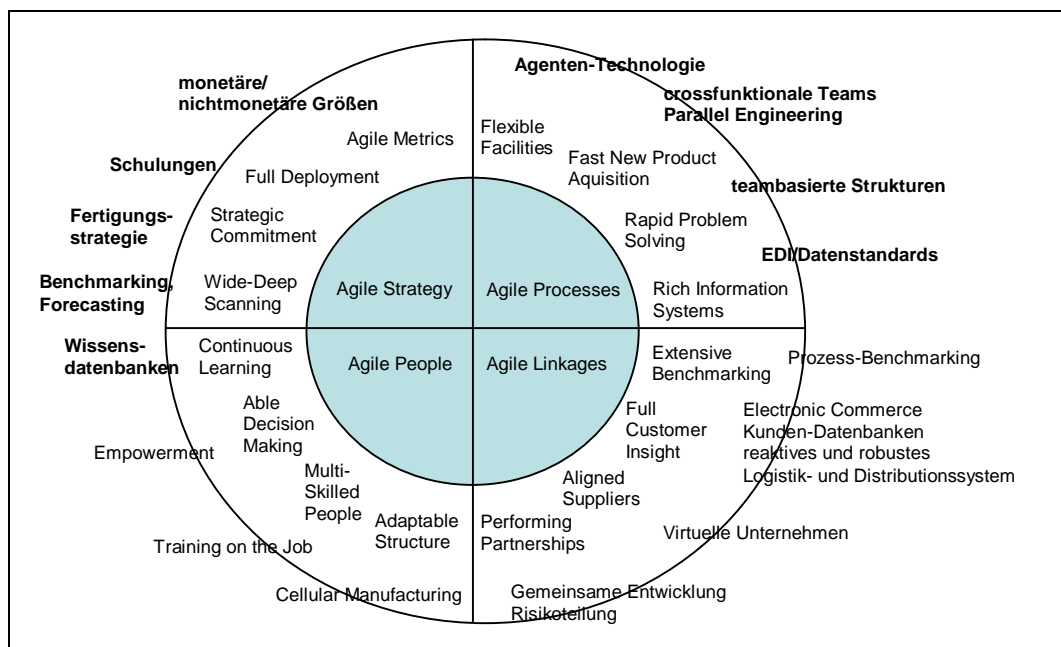 monetäre/
nichtmonetäre Größen
Agile Metrics
Schulungen
Full Deployment
Fertigungs-
strategie
Strategic
Commitment
Benchmarking,
Forecasting
Wide-Deep
Scanning
Agile Strategy
Agenten-Technologie
crossfunktionale Teams
Parallel Engineering
Flexible
Facilities
Fast New Product
Aquisition
teambasierte Strukturen
Rapid Problem
Solving
EDI/Datenstandards
Agile Processes
Rich Information
Systems
Wissens-
datenbanken
Continuous
Learning
Agile People
Able
Decision
Making
Empowerment
Multi-
Skilled
People
Adaptable
Structure
Training on the Job
Cellular Manufacturing
Agile Linkages
Extensive
Benchmarking
Prozess-Benchmarking
Full
Customer
Insight
Electronic Commerce
Kunden-Datenbanken
reaktives und robustes
Logistik- und Distributionssystem
Aligned
Suppliers
Performing
Partnerships
Virtuelle Unternehmen
Gemeinsame Entwicklung
Risikoteilung